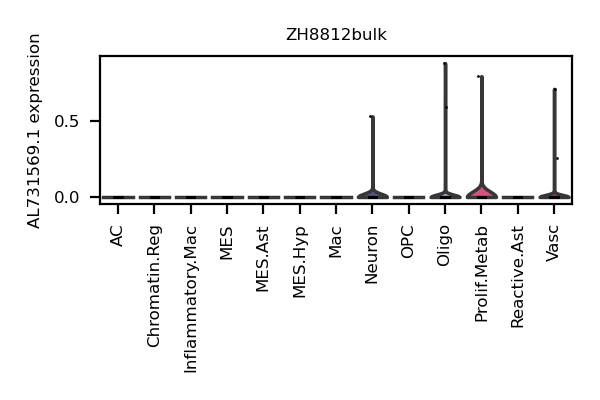 ZH8812bulk
AL731569.1 expression
0.5
0.0
AC
Chromatin.Reg
Inflammatory.Mac
MES
MES.Ast
MES.Hyp
Mac
Neuron
OPC
Oligo
Prolif.Metab
Reactive.Ast
Vasc